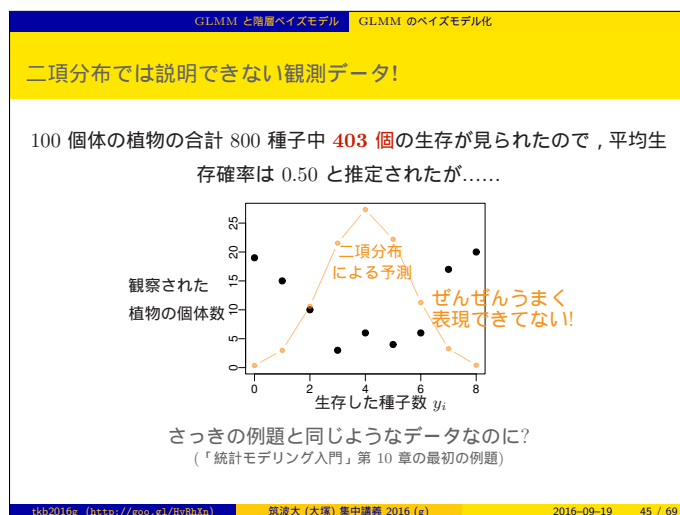 GLMM と階層ベイズモデル GLMM のベイズモデル化
二項分布では説明できない観測データ!
100 個体の植物の合計 800 種子中 403 個の生存が見られたので , 平均生
存確率は 0.50 と推定されたが……
25
20
15
10
5
0
観察された
植物の個体数
二項分布
による予測
ぜんぜんうまく
表現できてない!
0 2 4 6 8
生存した種子数 yi
さっきの例題と同じようなデータなのに?
(「統計モデリング入門」第 10 章の最初の例題)
tkb2016g (http://goo.gl/HvRhXn) 筑波大 (大塚) 集中講義 2016 (g) 2016–09–19 45 / 69